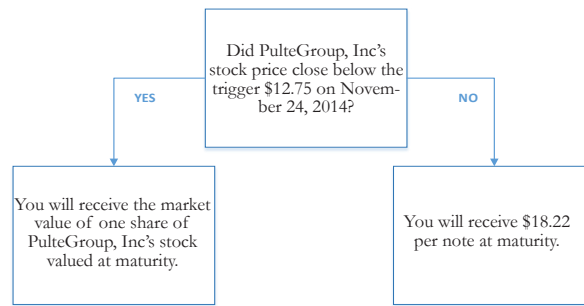 Did PulteGroup, Inc's
stock price close below the
trigger $12.75 on Novem-
ber 24, 2014?
YES
NO
You will receive the market
value of one share of
PulteGroup, Inc's stock
valued at maturity.
You will receive $18.22
per note at maturity.